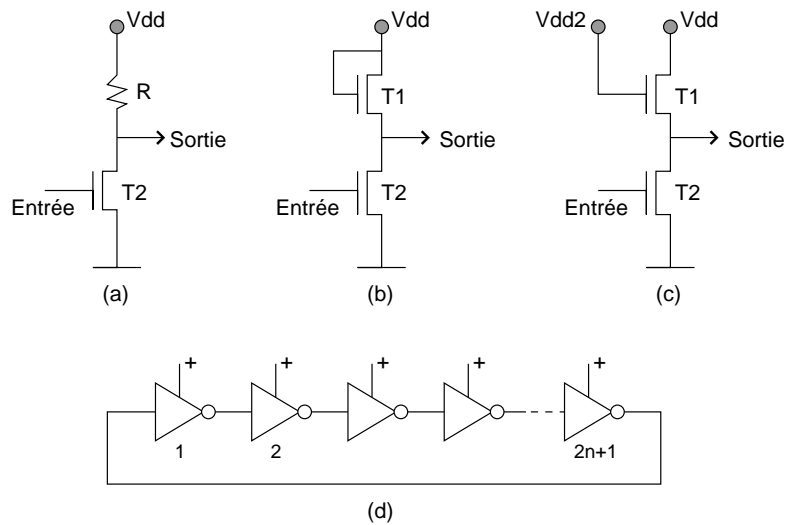 Vdd
R
Sortie
T2
Entrée
(a)
Vdd
T1
Sortie
T2
Entrée
(b)
Vdd2
Vdd
T1
Sortie
T2
Entrée
(c)
+ + + + +
1 2 2n+1
(d)